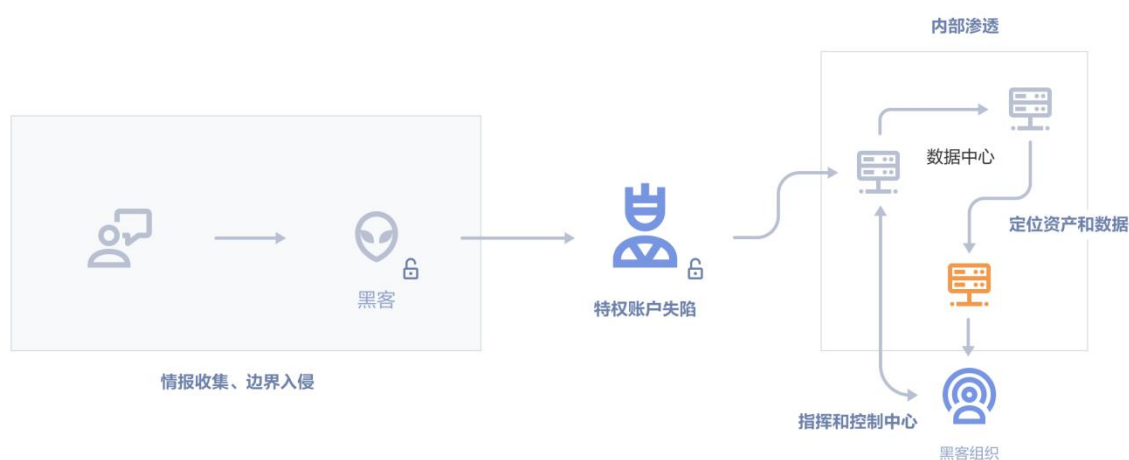 内部渗透
数据中心
定位资产和数据
黑客
特权账户失陷
情报收集、边界入侵
指挥和控制中心
黑客组织